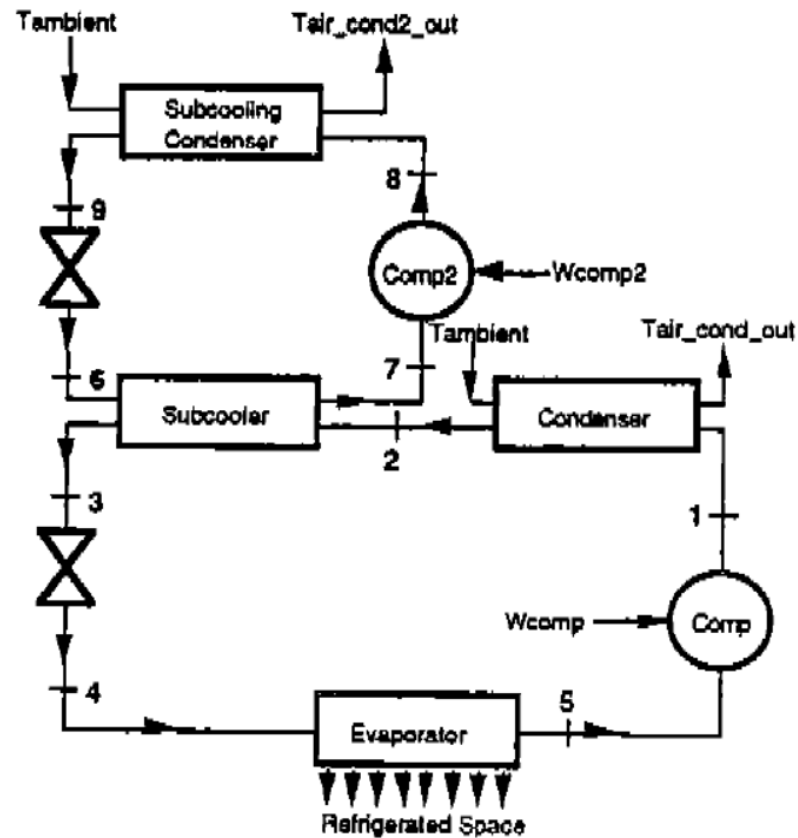 Tambient
Tair_cond2_out
Subcooling
Condenser
8
9
Comp2
Wcomp2
Tambient
Tair_cond_out
6
7
Subcooler
Condenser
2
3
1
Wcomp
Comp
4
5
Evaporator
Refrigerated Space